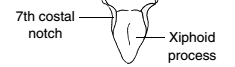 7th costal
notch
Xiphoid
process